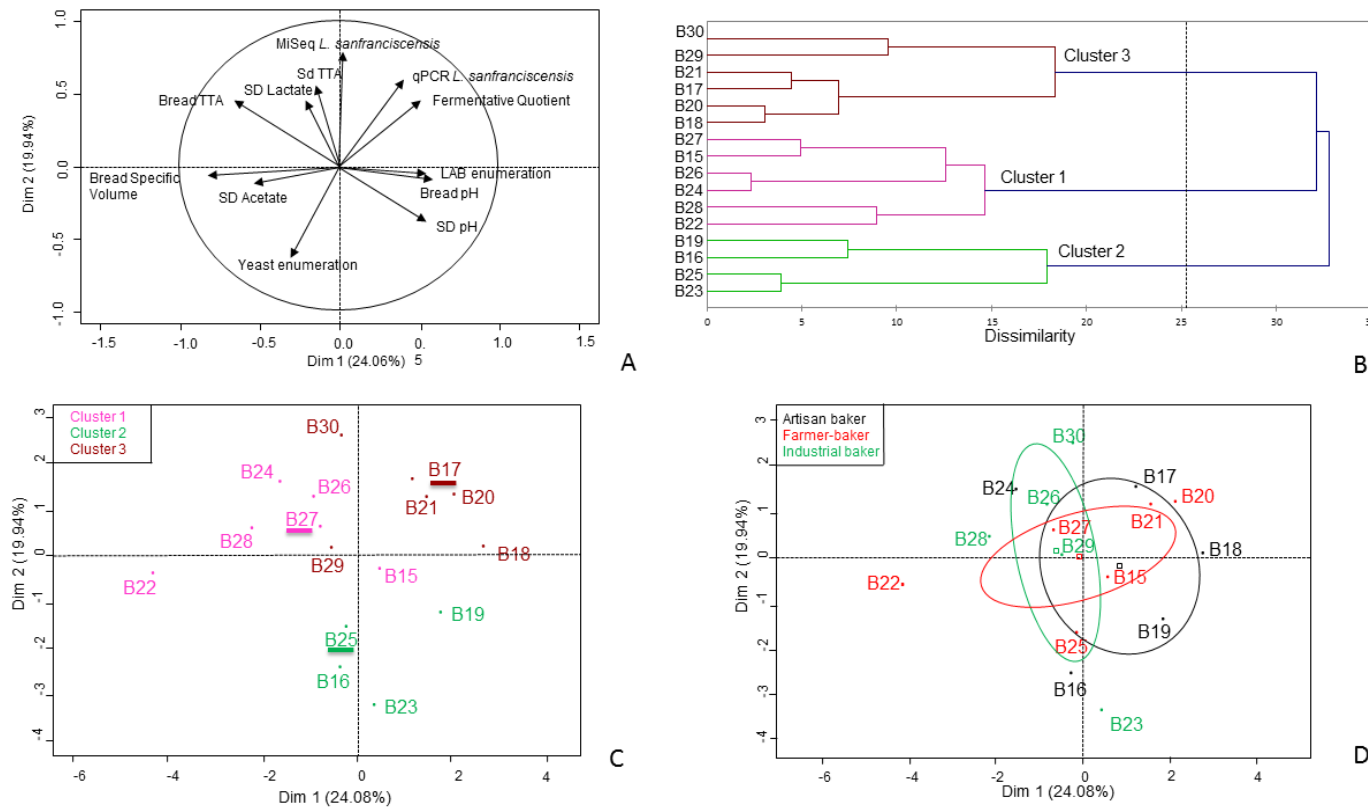 1.0
0.5
0.0
-0.5
-1.0
Dim 2 (19.94%)
MiSeq L. sanfranciscensis
Sd TTA
qPCR L. sanfranciscensis
SD Lactate
Bread TTA
Fermentative Quotient
Bread Specific
Volume
SD Acetate
LAB enumeration
Bread pH
SD pH
Yeast enumeration
-1.5
-1.0
-0.5
0.0
0.
5
1.0
1.5
Dim 1 (24.06%)
A
B30
B29
B21
B17
B20
B18
B27
B15
B26
B24
B28
B22
B19
B16
B25
B23
Cluster 3
Cluster 1
Cluster 2
0
5
10
15
20
25
30
35
Dissimilarity
B
Cluster 1
Cluster 2
Cluster 3
3
2
1
0
-1
-2
-3
-4
Dim 2 (19.94%)
B30
B17
B24
B26
B21
B20
B27
B28
B29
B18
B15
B22
B19
B25
B16
B23
-6
-4
-2
0
2
4
Dim 1 (24.08%)
C
Artisan baker
Farmer-baker
Industrial baker
3
2
1
0
-1
-2
-3
-4
Dim 2 (19.94%)
B30
B17
B24
B26
B20
B21
B27
B28
B29
B18
B15
B22
B19
B25
B16
B23
-6
-4
-2
0
2
4
Dim 1 (24.08%)
D